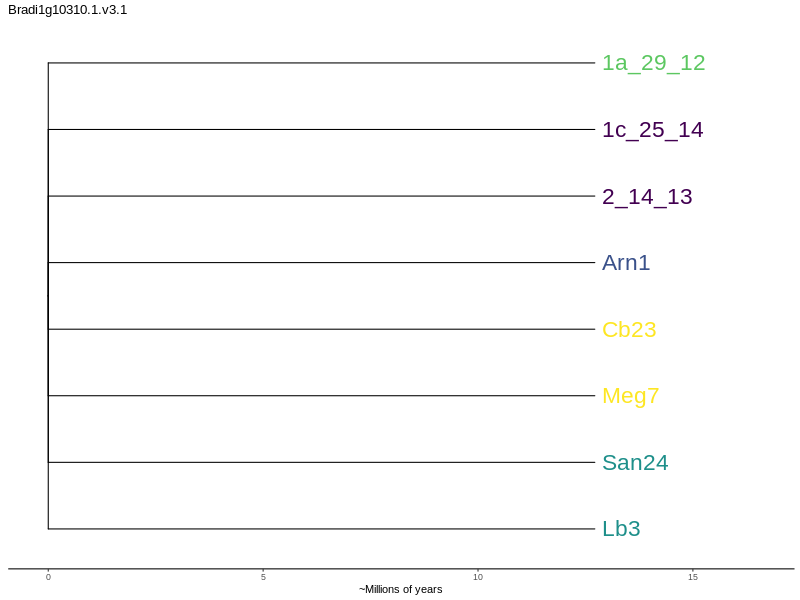 Bradi1g10310.1.v3.1
1a_29_12
1c_25_14
2_14_13
Arn1
Cb23
Meg7
San24
Lb3
0 5 10 15
~Millions of years